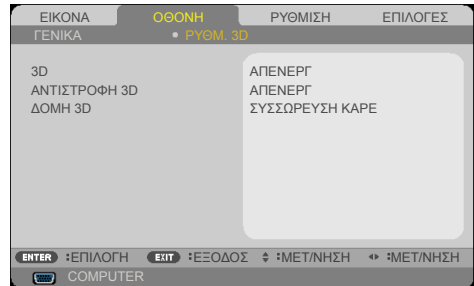 ΕΙΚΟΝΑ ΟΘΟΝΗ ΡΥΘΜΙΣΗ ΕΠΙΛΟΓΕΣ
ΓΕΝΙΚΑ • ΡΥΘΜ. 3D
3D ΑΠΕΝΕΡΓ
ΑΝΤΙΣΤΡΟΦΗ 3D ΑΠΕΝΕΡΓ
ΔΟΜΗ 3D ΣΥΣΣΩΡΕΥΣΗ ΚΑΡΕ
ENTER :ΕΠΙΛΟΓΗ EXIT :ΕΞΟΔΟΣ :ΜΕΤ/ΝΗΣΗ :ΜΕΤ/ΝΗΣΗ
COMPUTER